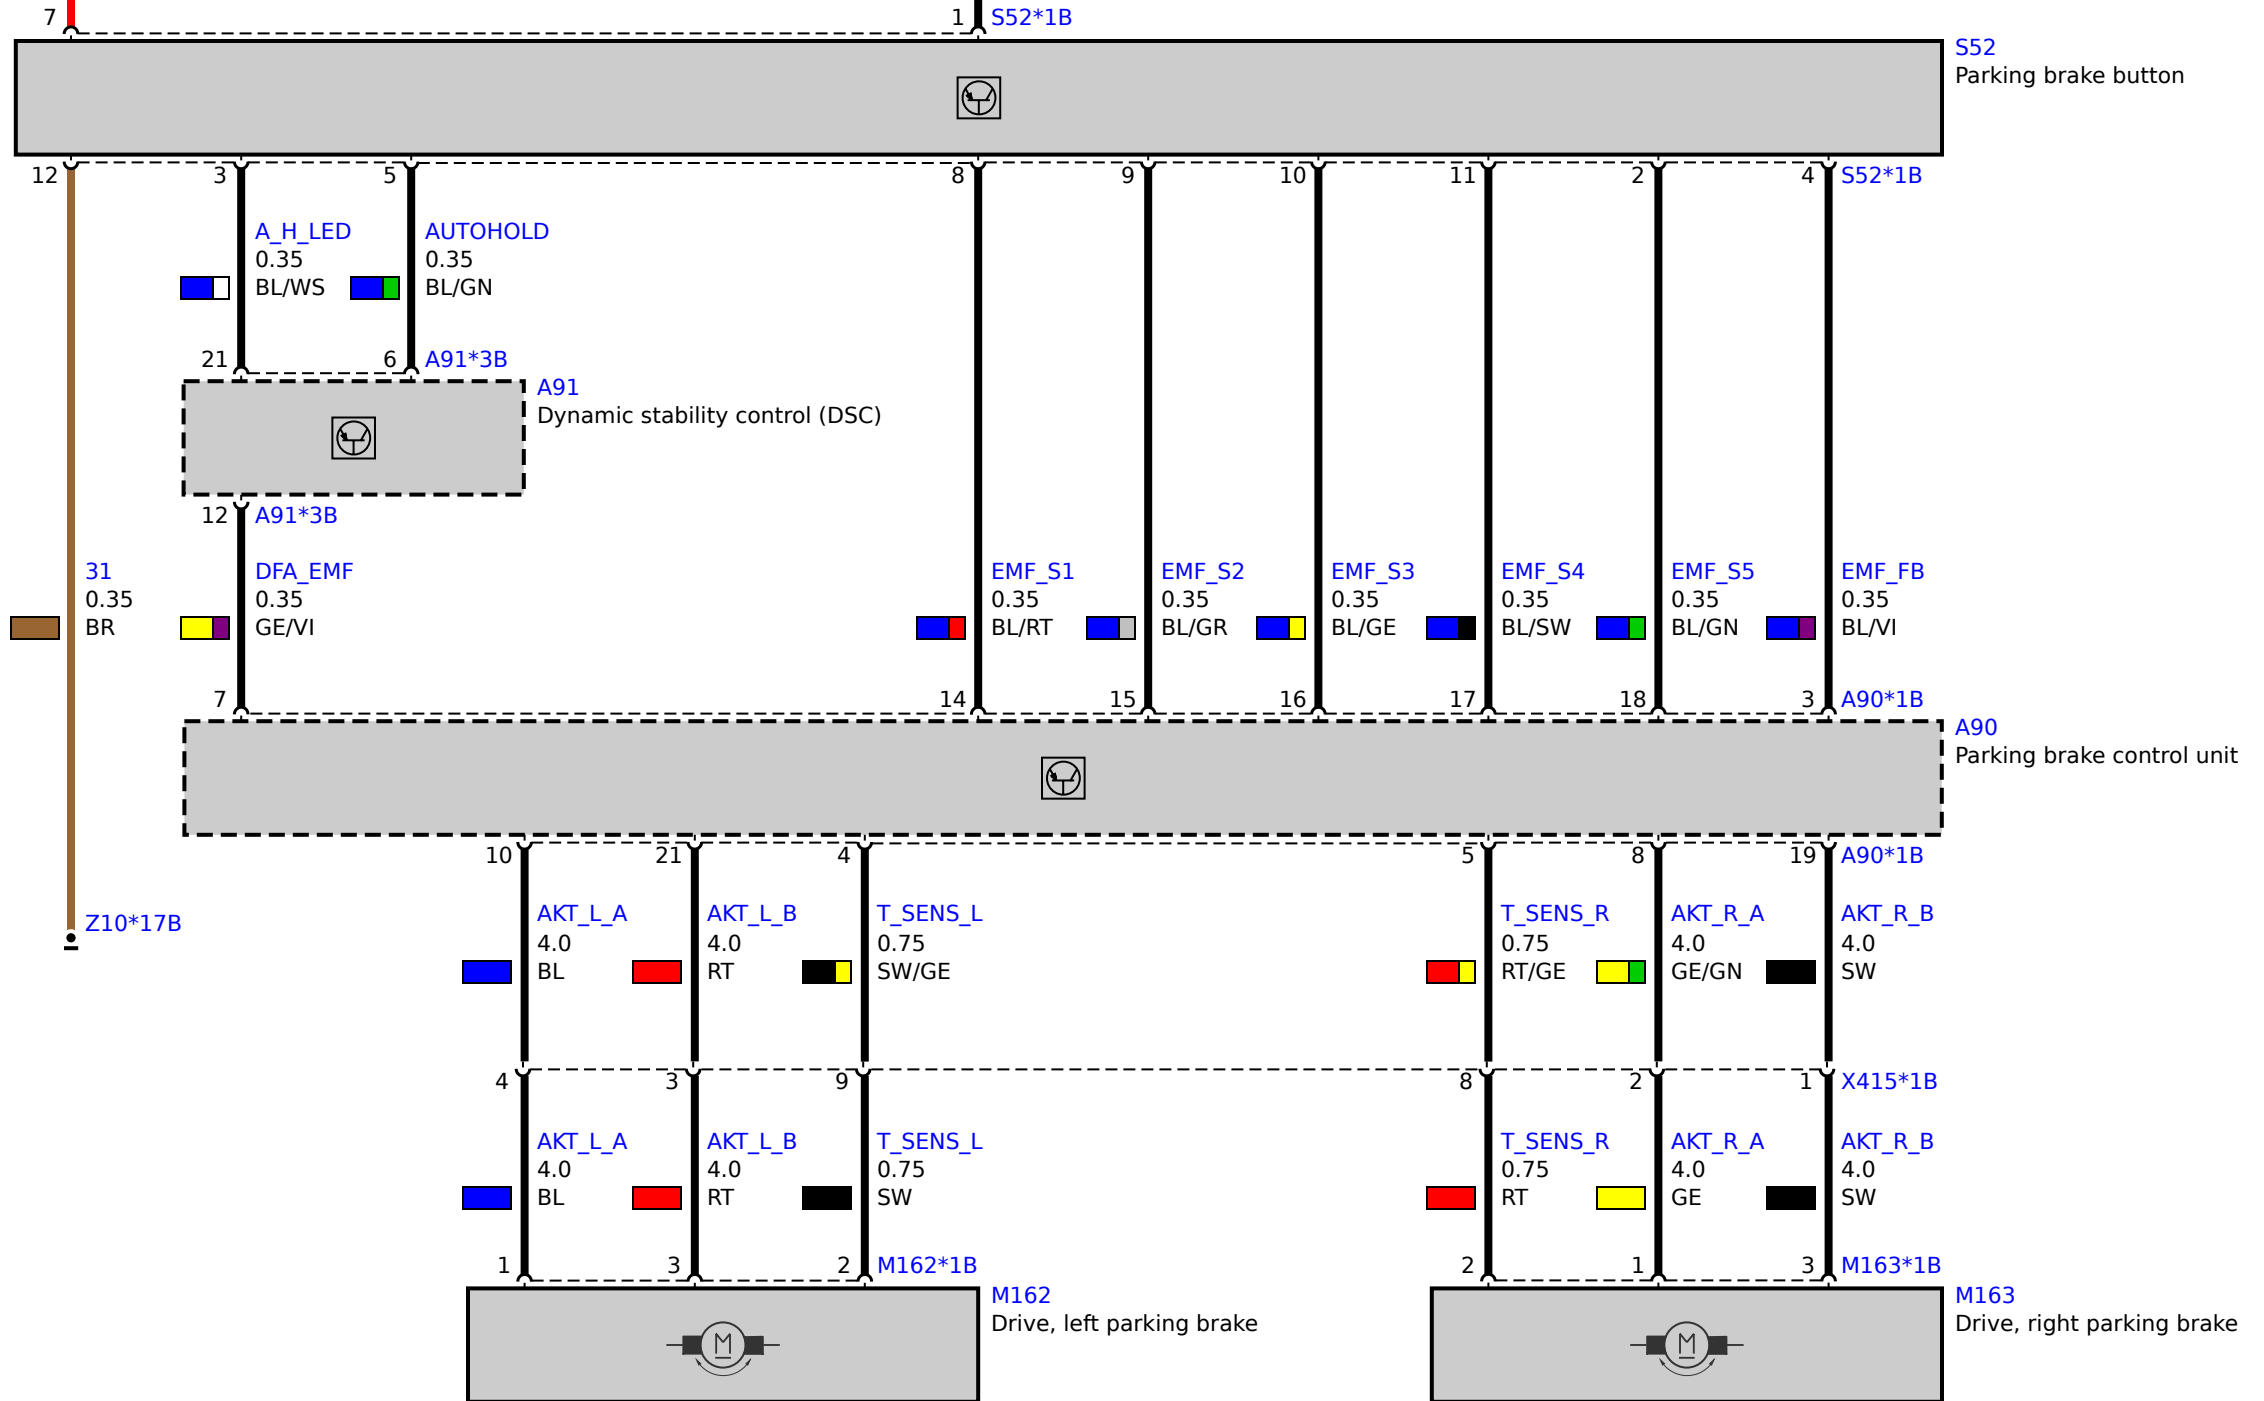 7 1 S52*1B
S52
Parking brake button
12 3 5 8 9 10 11 2 4 S52*1B
A_H_LED AUTOHOLD
0.35 0.35
BL/WS BL/GN
21 6 A91*3B
A91
Dynamic stability control (DSC)
12 A91*3B
31 DFA_EMF EMF_S1 EMF_S2 EMF_S3 EMF_S4 EMF_S5 EMF_FB
0.35 0.35 0.35 0.35 0.35 0.35 0.35 0.35
BR GE/VI BL/RT BL/GR BL/GE BL/SW BL/GN BL/VI
7 14 15 16 17 18 3 A90*1B
A90
Parking brake control unit
10 21 4 5 8 19 A90*1B
Z10*17B AKT_L_A AKT_L_B T_SENS_L T_SENS_R AKT_R_A AKT_R_B
4.0 4.0 0.75 0.75 4.0 4.0
BL RT SW/GE RT/GE GE/GN SW
4 3 9 8 2 1 X415*1B
AKT_L_A AKT_L_B T_SENS_L T_SENS_R AKT_R_A AKT_R_B
4.0 4.0 0.75 0.75 4.0 4.0
BL RT SW RT GE SW
1 3 2 M162*1B 2 1 3 M163*1B
M162 M163
Drive, left parking brake Drive, right parking brake
M M